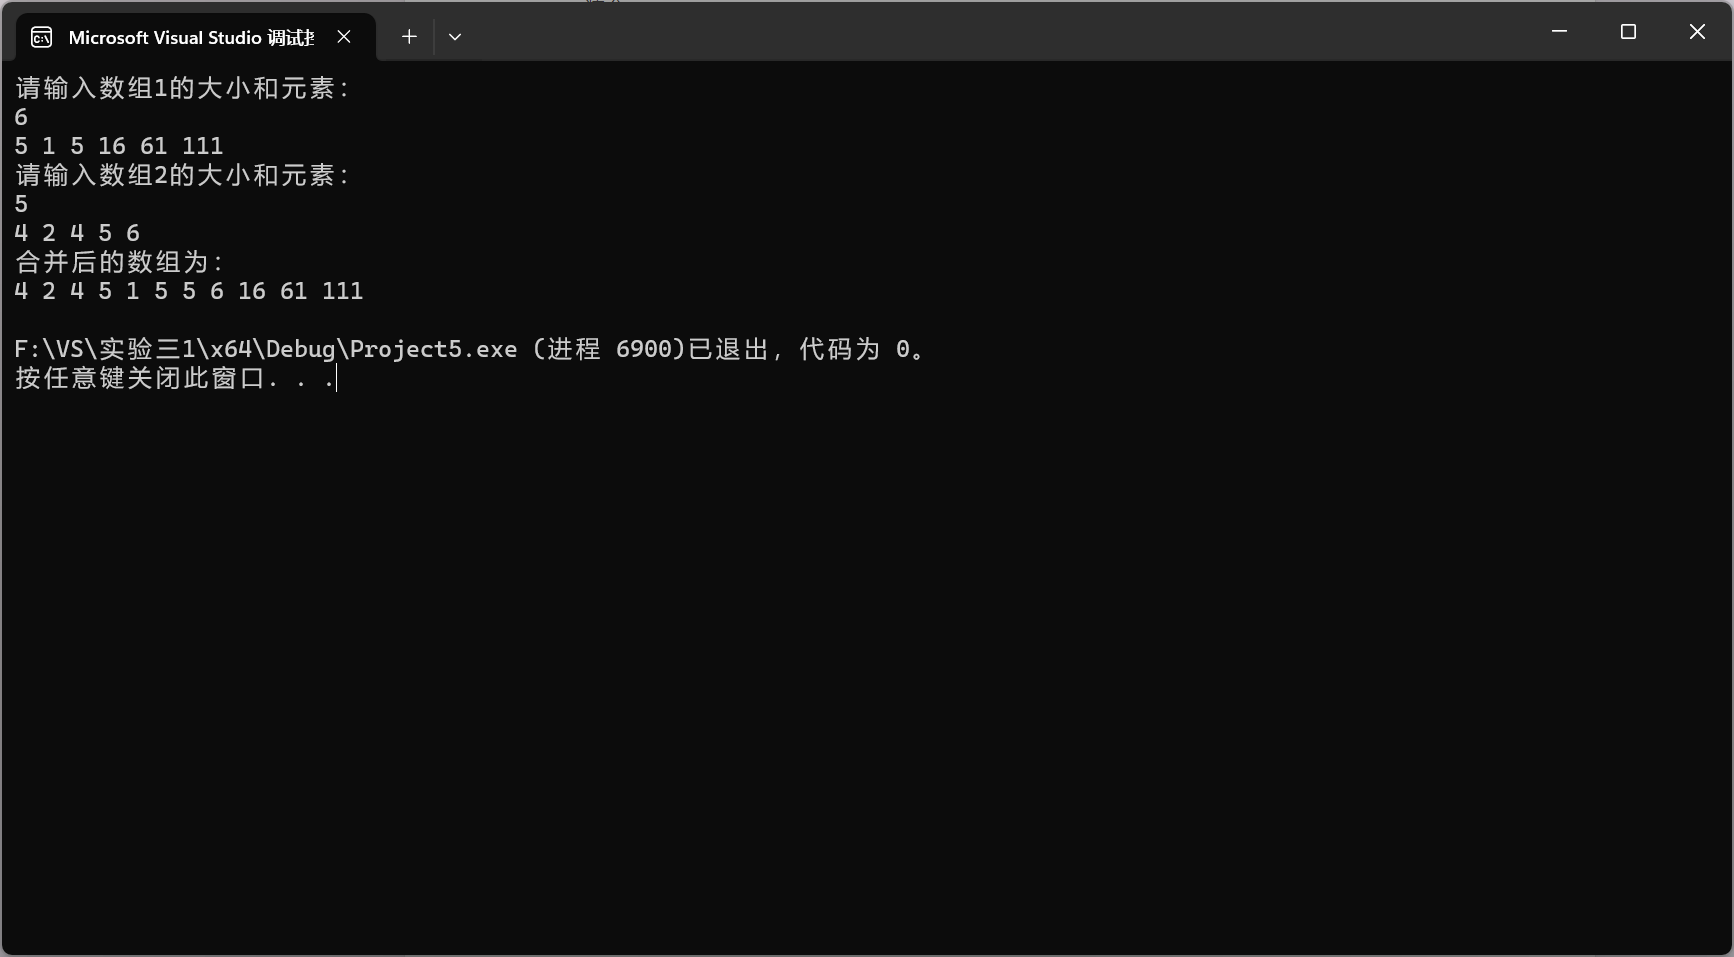 Microsoft Visual Studio 调试
请输入数组1的大小和元素:
6
5 1 5 16 61 111
请输入数组2的大小和元素:
5
4 2 4 5 6
合并后的数组为:
4 2 4 5 1 5 5 6 16 61 111
F:\VS\实验三1\x64\Debug\Project5.exe (进程 6900)已退出，代码为 0。
按任意键关闭此窗口. . .